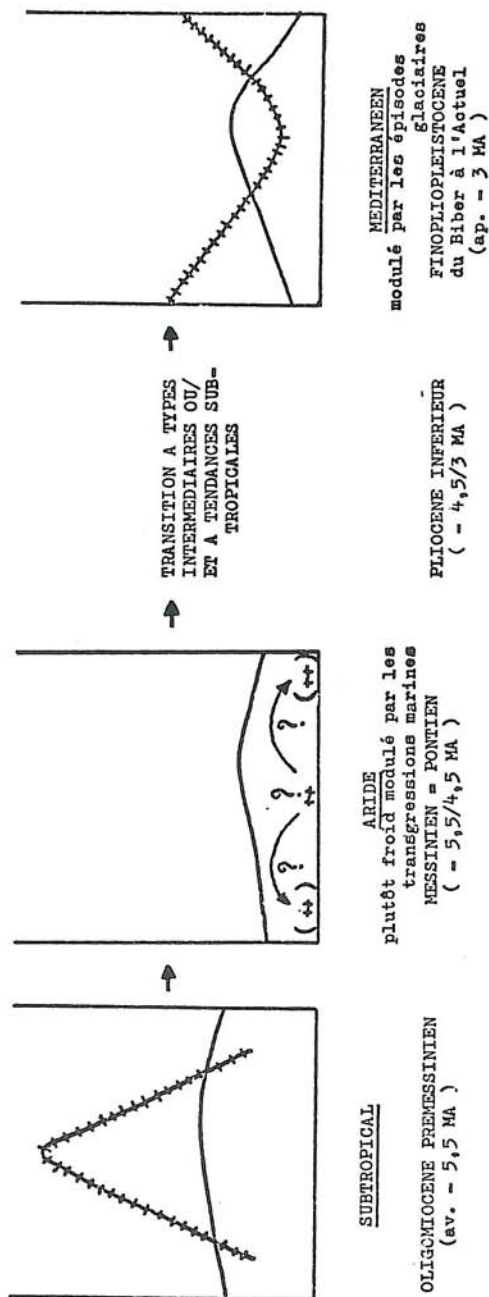 SUBTROPICAL
OLIGOMIOCENE PREMESSINIEN
(av. - 5,5 MA )
? ? ?
(++) ++ (++)
ARIDE
plutôt froid modulé par les
transgressions marines
MESSINIEN = PONTIEN
( - 5,5/4,5 MA )
TRANSITION A TYPES
INTERMEDIAIRES OU/
ET A TENDANCES SUB=
TROPICALES
PLIOCENE INFERIEUR
( - 4,5/3 MA )
MEDITERRANEEN
modulé par les épisodes
glaciaires
FINOPLIOPLEISTOCENE
du Biber à l'Actuel
(ap. - 3 MA )